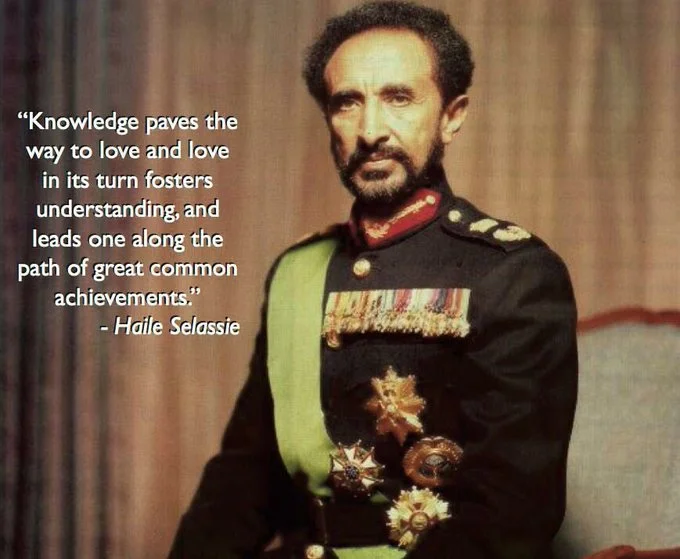 “Knowledge paves the
way to love and love
in its turn fosters
understanding, and
leads one along the
path of great common
achievements.”
- Haile Selassie